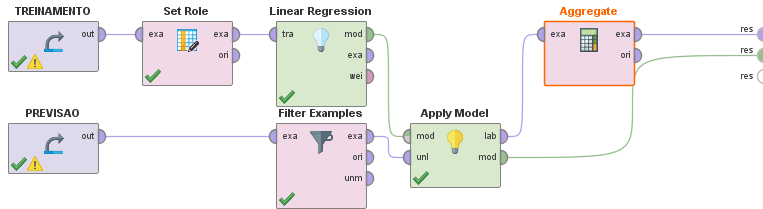 TREINAMENTO
out
Set Role
exa
exa
ori
Linear Regression
tra
mod
exa
wei
Aggregate
exa
exa
ori
res
res
res
PREVISAO
out
Filter Examples
exa
exa
ori
unm
Apply Model
mod
lab
unl
mod